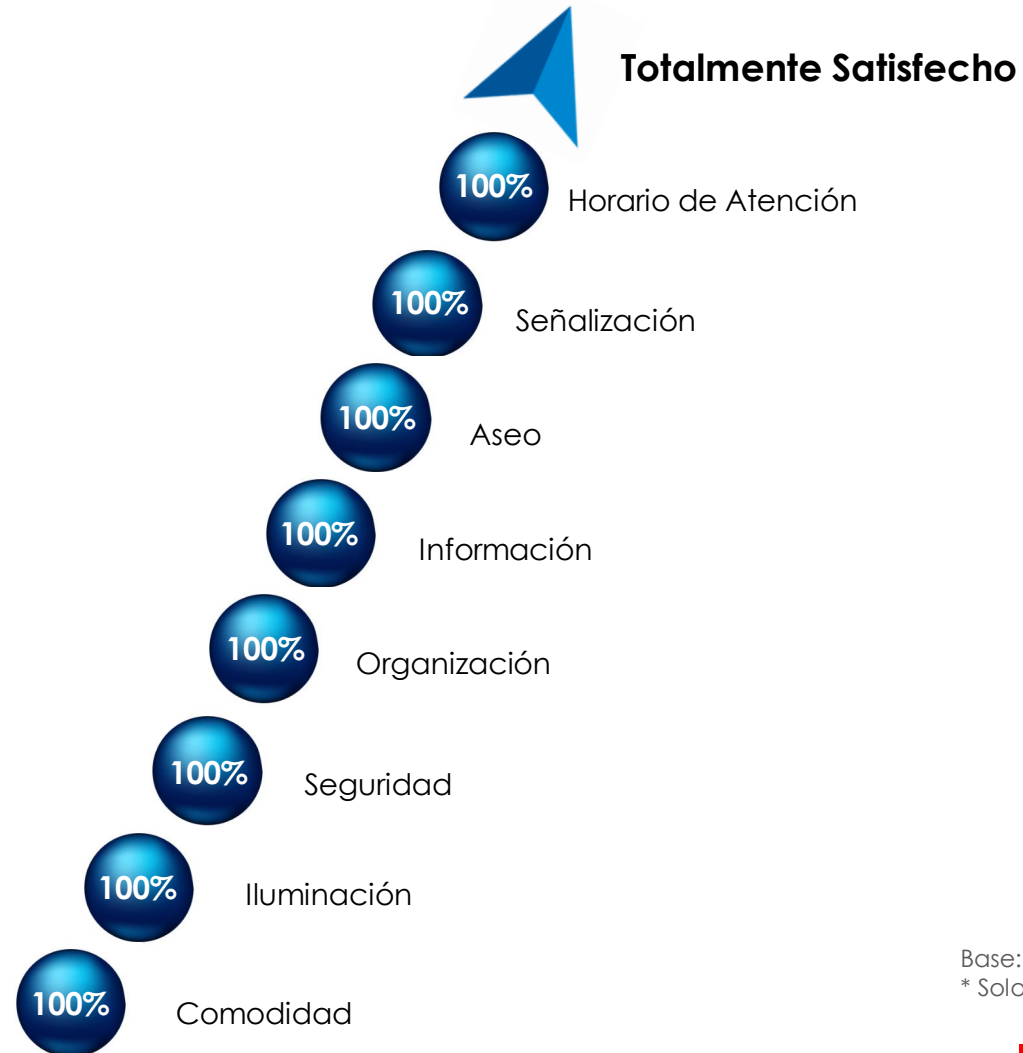 Totalmente Satisfecho
100%
Horario de Atención
100%
Señalización
100%
Aseo
100%
Información
100%
Organización
100%
Seguridad
100%
Iluminación
100%
Comodidad
Base:
* Solo